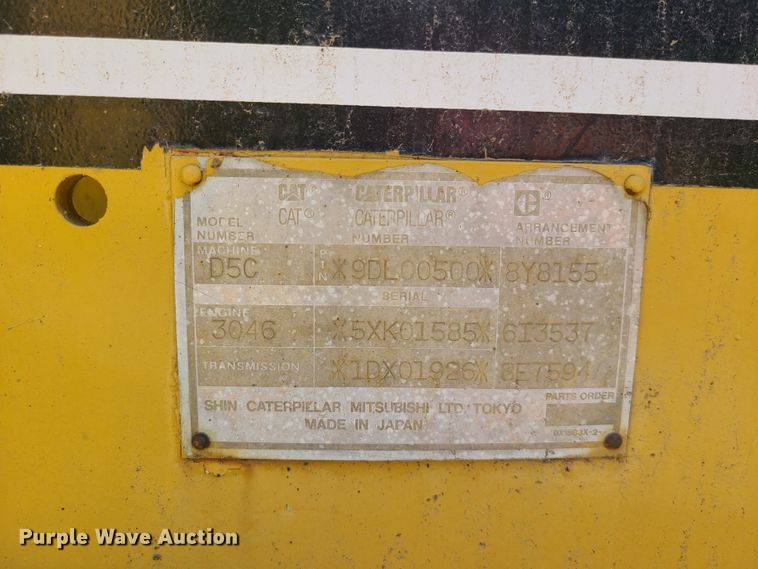 CAT® CATERPILLAR® C®
CAT® CATERPILLAR®
MODEL NUMBER NUMBER ARRANGEMENT NUMBER
MACHINE D5C PIN *9DL00500* 8Y8155
SERIAL
ENGINE 3046 *5XK01585* 6I3537
TRANSMISSION *1DX01926* 8E7594
PARTS ORDER
SHIN CATERPILLAR MITSUBISHI LTD. TOKYO
MADE IN JAPAN
Purple Wave Auction